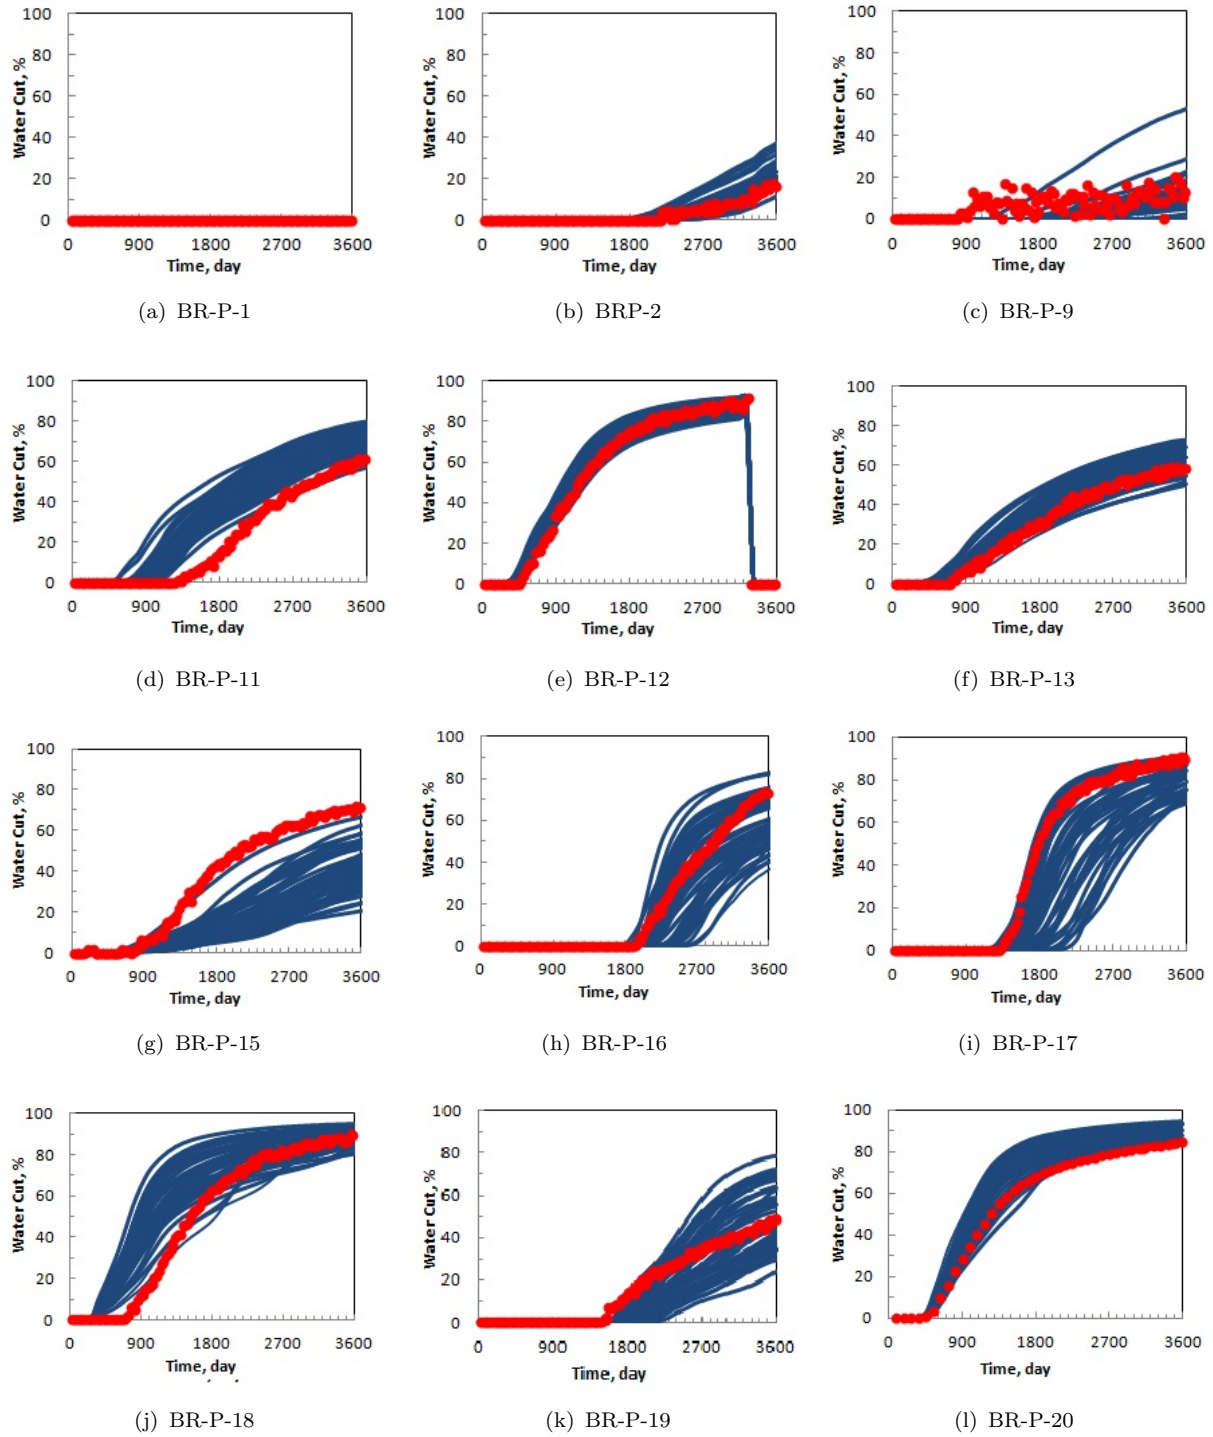 100
80
60
40
20
0
Water Cut, %
0 900 1800 2700 3600
Time, day
(a) BR-P-1
100
80
60
40
20
0
Water Cut, %
0 900 1800 2700 3600
Time, day
(b) BRP-2
100
80
60
40
20
0
Water Cut, %
0 900 1800 2700 3600
Time, day
(c) BR-P-9
100
80
60
40
20
0
Water Cut, %
0 900 1800 2700 3600
Time, day
(d) BR-P-11
100
80
60
40
20
0
Water Cut, %
0 900 1800 2700 3600
Time, day
(e) BR-P-12
100
80
60
40
20
0
Water Cut, %
0 900 1800 2700 3600
Time, day
(f) BR-P-13
100
80
60
40
20
0
Water Cut, %
0 900 1800 2700 3600
Time, day
(g) BR-P-15
100
80
60
40
20
0
Water Cut, %
0 900 1800 2700 3600
Time, day
(h) BR-P-16
100
80
60
40
20
0
Water Cut, %
0 900 1800 2700 3600
Time, day
(i) BR-P-17
100
80
60
40
20
0
Water Cut, %
0 900 1800 2700 3600
Time, day
(j) BR-P-18
100
80
60
40
20
0
Water Cut, %
0 900 1800 2700 3600
Time, day
(k) BR-P-19
100
80
60
40
20
0
Water Cut, %
0 900 1800 2700 3600
Time, day
(l) BR-P-20